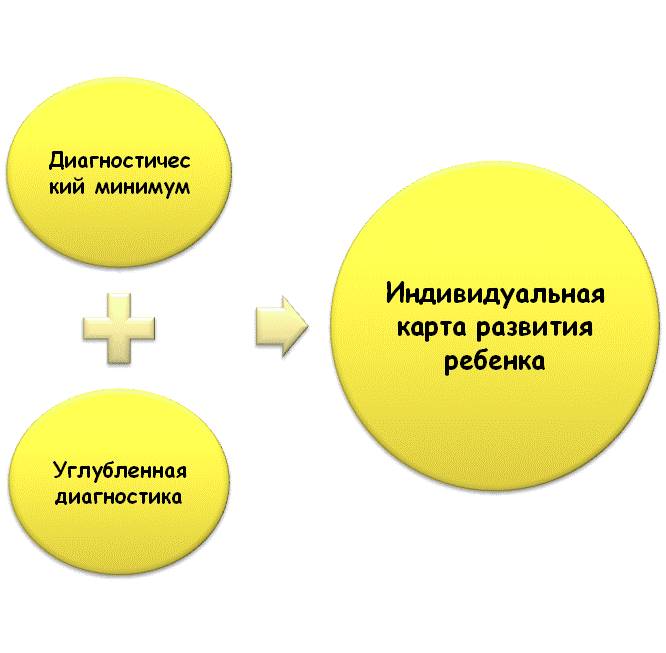 Диагностичес
кий минимум
Углубленная
диагностика
Индивидуальная
карта развития
ребенка